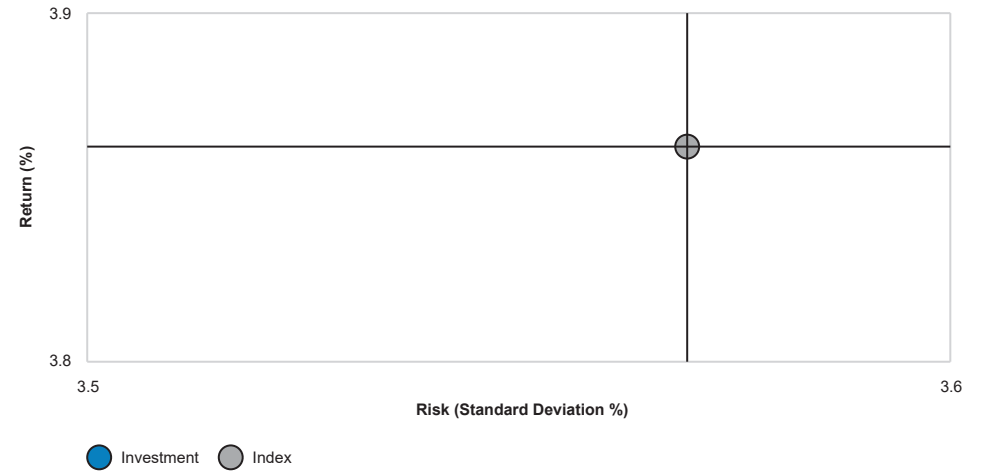 3.9
Return (%)
3.8
3.5
3.6
Risk (Standard Deviation %)
Investment
Index